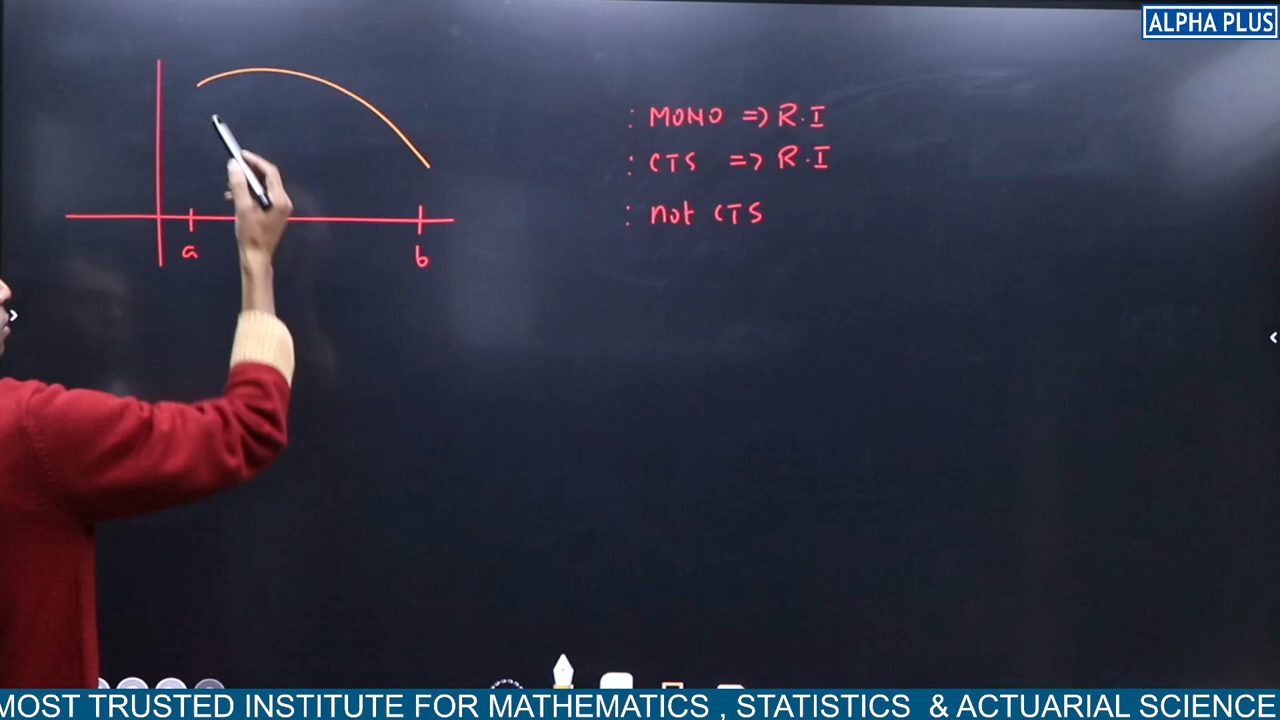 ALPHA PLUS
: MONO => R.I
: CTS => R.I
: not CTS
a
b
MOST TRUSTED INSTITUTE FOR MATHEMATICS , STATISTICS & ACTUARIAL SCIENCE